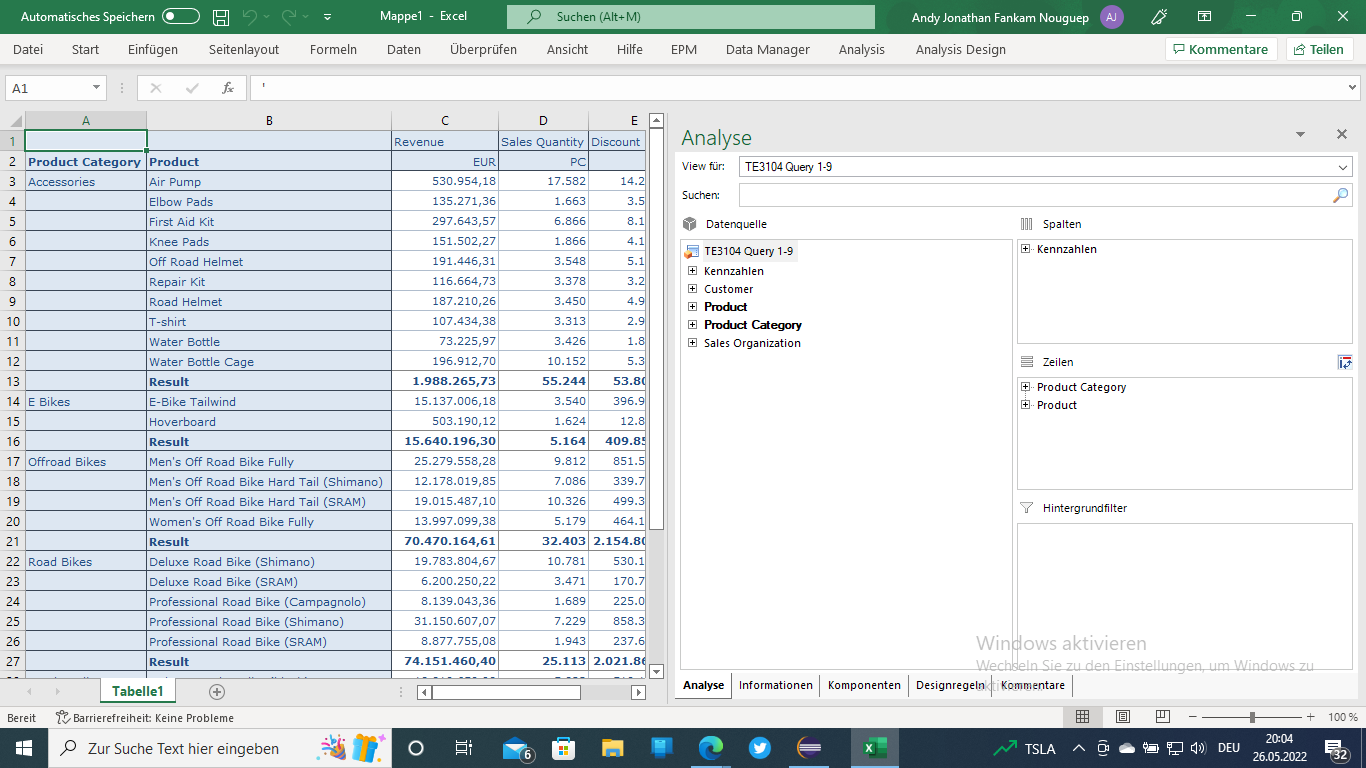 Automatisches Speichern
Mappe1 - Excel
Suchen (Alt+M)
Andy Jonathan Fankam Nouguep
AJ
Datei Start Einfügen Seitenlayout Formeln Daten Überprüfen Ansicht Hilfe EPM Data Manager Analysis Analysis Design
Kommentare
Teilen
A1
fx
'
A B C D E
1 Revenue Sales Quantity Discount
2 Product Category Product EUR PC
3 Accessories Air Pump 530.954,18 17.582 14.2
4 Elbow Pads 135.271,36 1.663 3.5
5 First Aid Kit 297.643,57 6.866 8.1
6 Knee Pads 151.502,27 1.866 4.1
7 Off Road Helmet 191.446,31 3.548 5.1
8 Repair Kit 116.664,73 3.378 3.2
9 Road Helmet 187.210,26 3.450 4.9
10 T-shirt 107.434,38 3.313 2.9
11 Water Bottle 73.225,97 3.426 1.8
12 Water Bottle Cage 196.912,70 10.152 5.3
13 Result 1.988.265,73 55.244 53.80
14 E Bikes E-Bike Tailwind 15.137.006,18 3.540 396.9
15 Hoverboard 503.190,12 1.624 12.8
16 Result 15.640.196,30 5.164 409.85
17 Offroad Bikes Men's Off Road Bike Fully 25.279.558,28 9.812 851.5
18 Men's Off Road Bike Hard Tail (Shimano) 12.178.019,85 7.086 339.7
19 Men's Off Road Bike Hard Tail (SRAM) 19.015.487,10 10.326 499.3
20 Women's Off Road Bike Fully 13.997.099,38 5.179 464.1
21 Result 70.470.164,61 32.403 2.154.80
22 Road Bikes Deluxe Road Bike (Shimano) 19.783.804,67 10.781 530.1
23 Deluxe Road Bike (SRAM) 6.200.250,22 3.471 170.7
24 Professional Road Bike (Campagnolo) 8.139.043,36 1.689 225.0
25 Professional Road Bike (Shimano) 31.150.607,07 7.229 858.3
26 Professional Road Bike (SRAM) 8.877.755,08 1.943 237.6
27 Result 74.151.460,40 25.113 2.021.86
Tabelle1
Analyse
View für: TE3104 Query 1-9
Suchen:
Datenquelle
TE3104 Query 1-9
Kennzahlen
Customer
Product
Product Category
Sales Organization
Spalten
Kennzahlen
Zeilen
Product Category
Product
Hintergrundfilter
Windows aktivieren
Wechseln Sie zu den Einstellungen, um Windows zu
Analyse Informationen Komponenten Designregeln Kommentare
Bereit
Barrierefreiheit: Keine Probleme
100 %
Zur Suche Text hier eingeben
6
TSLA
DEU
20:04
26.05.2022
32